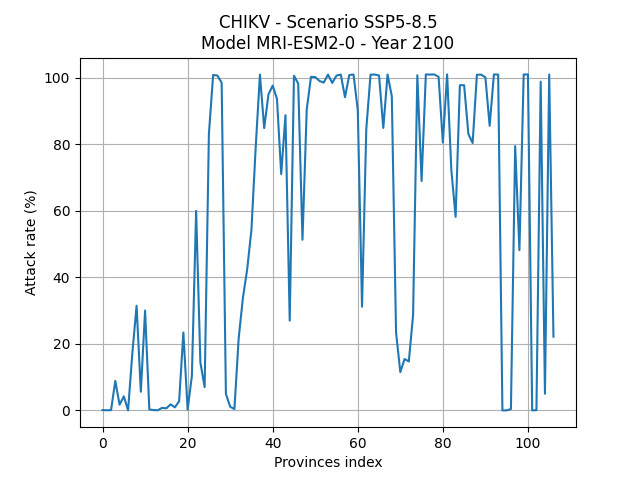 CHIKV - Scenario SSP5-8.5
Model MRI-ESM2-0 - Year 2100
Attack rate (%)
100
80
60
40
20
0
0 20 40 60 80 100
Provinces index